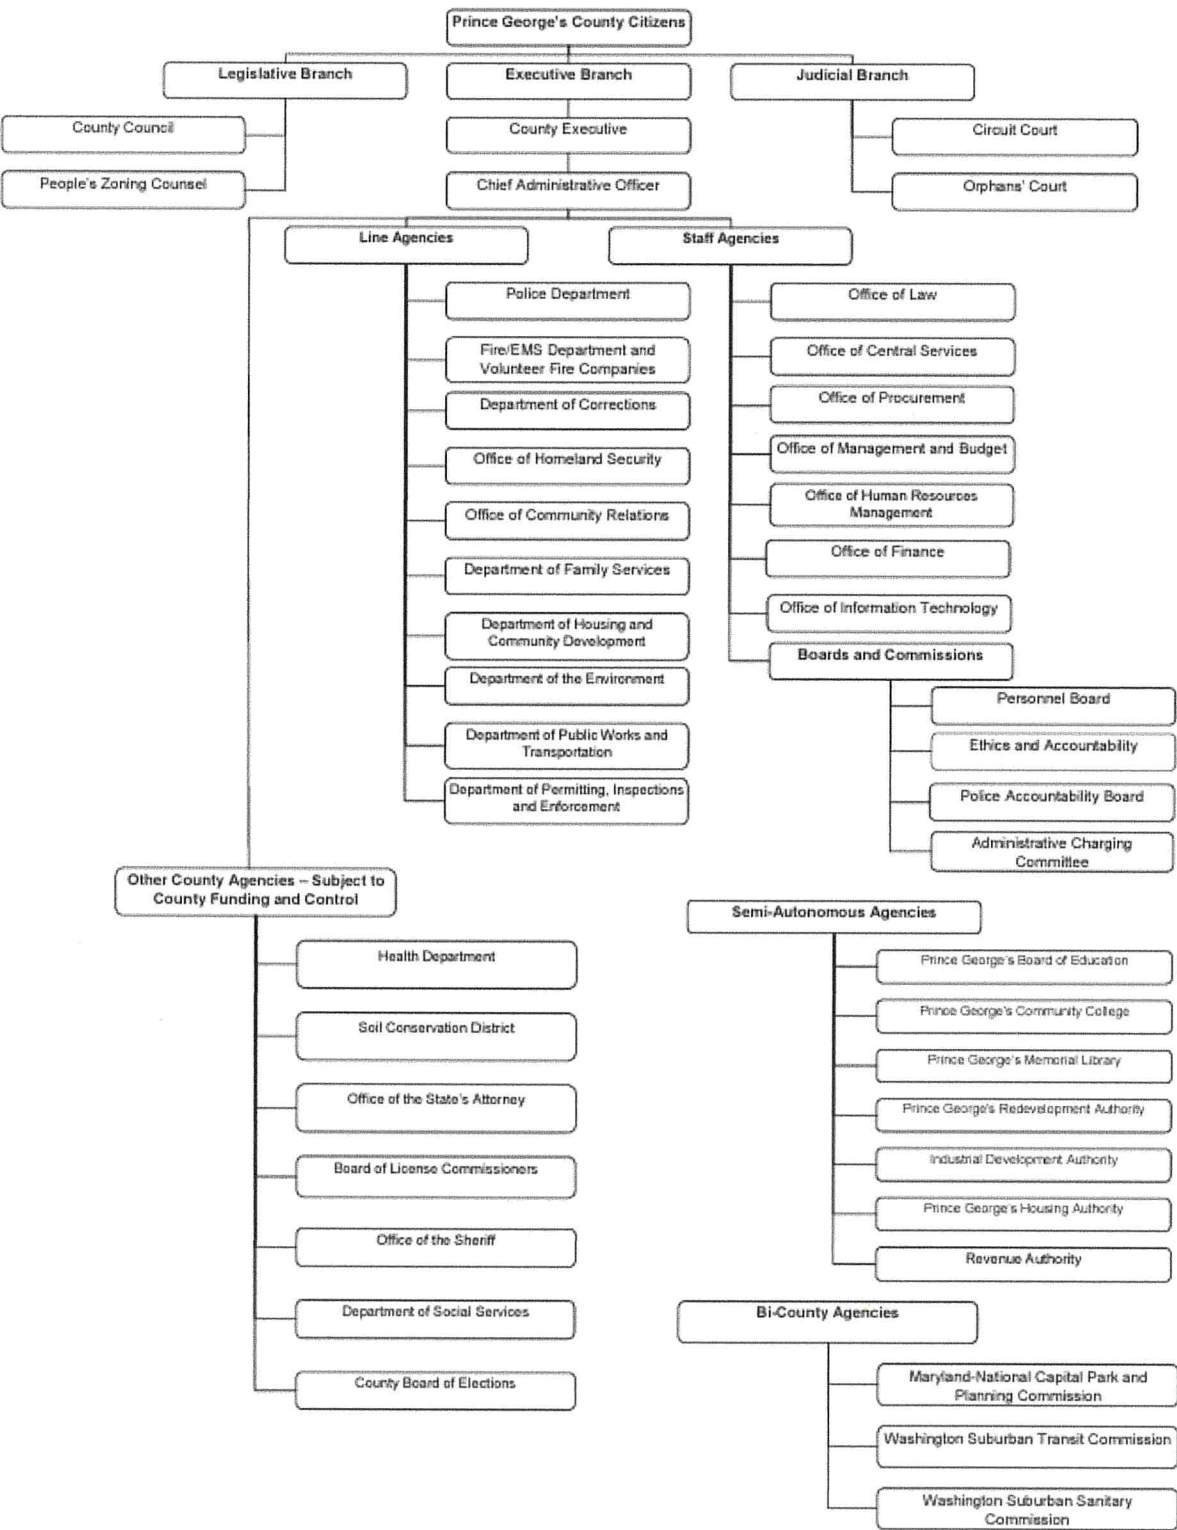 Prince George's County Citizens
Legislative Branch
Executive Branch
Judicial Branch
County Council
County Executive
Circuit Court
People's Zoning Counsel
Chief Administrative Officer
Orphans' Court
Line Agencies
Staff Agencies
Police Department
Fire/EMS Department and
Volunteer Fire Companies
Department of Corrections
Office of Homeland Security
Office of Community Relations
Department of Family Services
Department of Housing and
Community Development
Department of the Environment
Department of Public Works and
Transportation
Department of Permitting, Inspections
and Enforcement
Office of Law
Office of Central Services
Office of Procurement
Office of Management and Budget
Office of Human Resources
Management
Office of Finance
Office of Information Technology
Boards and Commissions
Personnel Board
Ethics and Accountability
Police Accountability Board
Administrative Charging
Committee
Other County Agencies – Subject to
County Funding and Control
Health Department
Soil Conservation District
Office of the State's Attorney
Board of License Commissioners
Office of the Sheriff
Department of Social Services
County Board of Elections
Semi-Autonomous Agencies
Prince George's Board of Education
Prince George's Community College
Prince George's Memorial Library
Prince George's Redevelopment Authority
Industrial Development Authority
Prince George's Housing Authority
Revenue Authority
Bi-County Agencies
Maryland-National Capital Park and
Planning Commission
Washington Suburban Transit Commission
Washington Suburban Sanitary
Commission